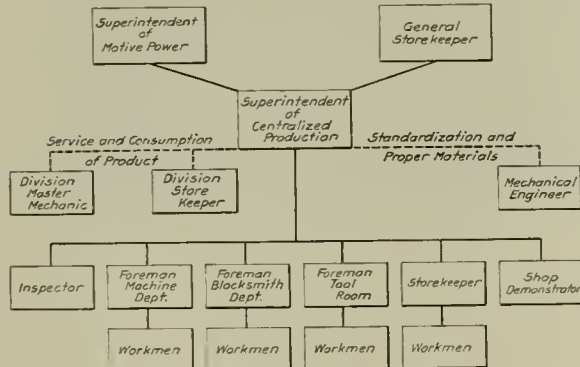 Superintendent
of
Motive Power
General
Storekeeper
Superintendent
of
Centralized
Production
Service and Consumption
of Product
Standardization and
Proper Materials
Division
Master
Mechanic
Division
Store
Keeper
Mechanical
Engineer
Inspector
Foreman
Machine
Dept.
Foreman
Blacksmith
Dept.
Foreman
Tool
Room
Storekeeper
Shop
Demonstrator
Workmen
Workmen
Workmen
Workmen